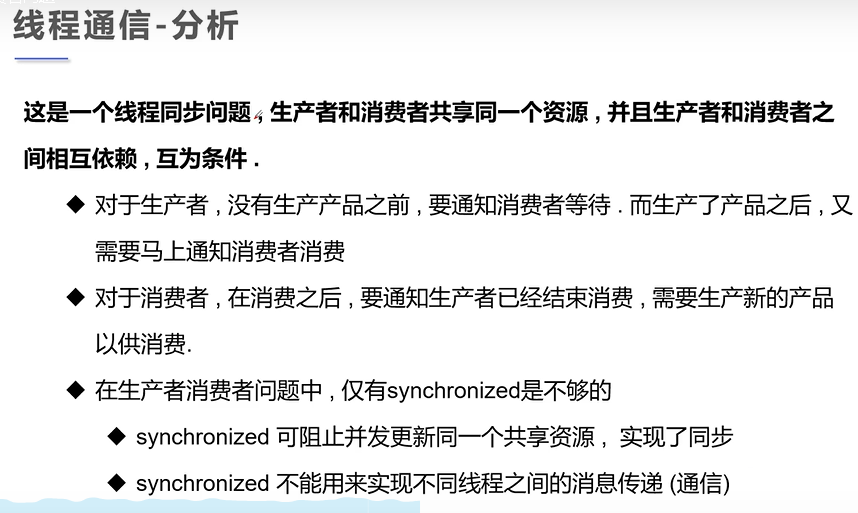 线程通信-分析
这是一个线程同步问题 , 生产者和消费者共享同一个资源 , 并且生产者和消费者之
间相互依赖 , 互为条件 .
◆ 对于生产者 , 没有生产产品之前 , 要通知消费者等待 . 而生产了产品之后 , 又
需要马上通知消费者消费
◆ 对于消费者 , 在消费之后 , 要通知生产者已经结束消费 , 需要生产新的产品
以供消费.
◆ 在生产者消费者问题中 , 仅有synchronized是不够的
◆ synchronized 可阻止并发更新同一个共享资源 , 实现了同步
◆ synchronized 不能用来实现不同线程之间的消息传递 (通信)